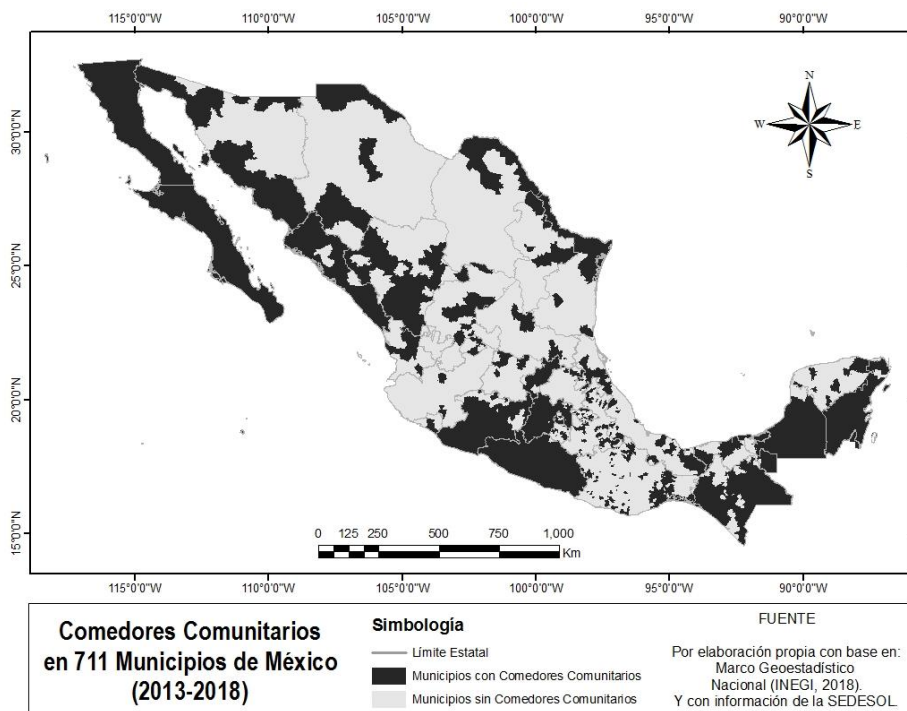 115°0'0"W 110°0'0"W 105°0'0"W 100°0'0"W 95°0'0"W 90°0'0"W
30°0'0"N
25°0'0"N
20°0'0"N
15°0'0"N
N
W E
S
0 125 250 500 750 1,000
Km
115°0'0"W 110°0'0"W 105°0'0"W 100°0'0"W 95°0'0"W 90°0'0"W
Comedores Comunitarios
en 711 Municipios de México
(2013-2018)
Simbología
Límite Estatal
Municipios con Comedores Comunitarios
Municipios sin Comedores Comunitarios
FUENTE
Por elaboración propia con base en:
Marco Geoestadístico
Nacional (INEGI, 2018).
Y con información de la SEDESOL.